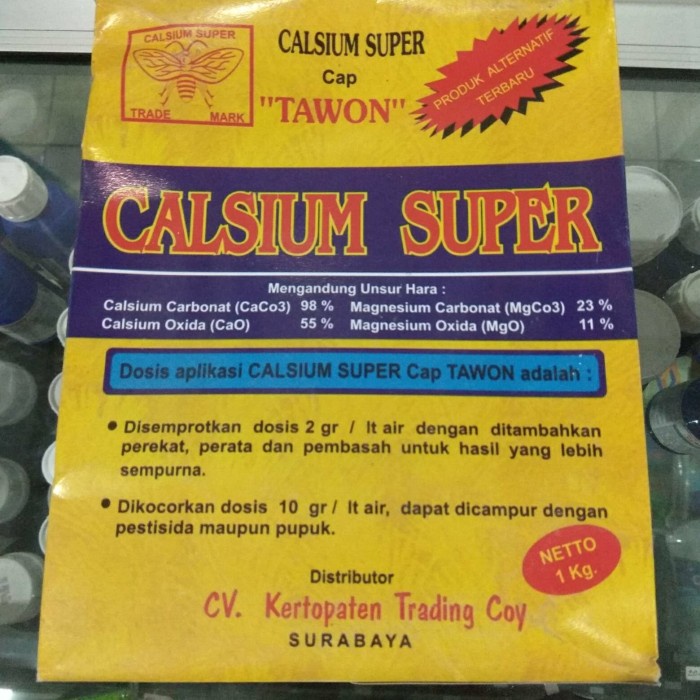 CALSIUM SUPER
TRADE MARK
CALSIUM SUPER
Cap
"TAWON"
PRODUK ALTERNATIF
TERBARU
CALSIUM SUPER
Mengandung Unsur Hara :
Calsium Carbonat (CaCo3) 98 % Magnesium Carbonat (MgCo3) 23 %
Calsium Oxida (CaO) 55 % Magnesium Oxida (MgO) 11 %
Dosis aplikasi CALSIUM SUPER Cap TAWON adalah :
• Disemprotkan dosis 2 gr / lt air dengan ditambahkan
perekat, perata dan pembasah untuk hasil yang lebih
sempurna.
• Dikocorkan dosis 10 gr / lt air, dapat dicampur dengan
pestisida maupun pupuk.
NETTO
1 Kg.
Distributor
CV. Kertopaten Trading Coy
SURABAYA